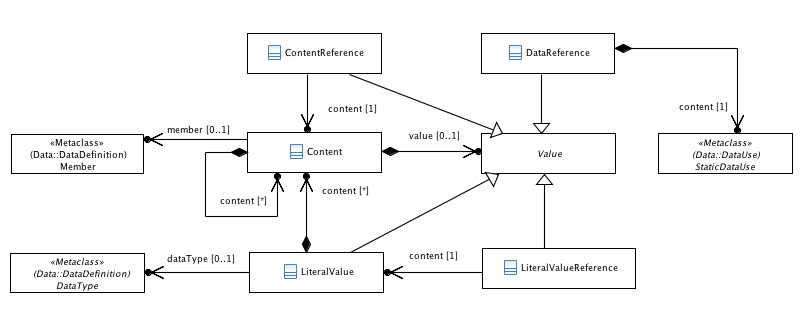 ContentReference
DataReference
content [1]
content [1]
member [0..1]
value [0..1]
«Metaclass»
(Data::DataDefinition)
Member
Content
Value
«Metaclass»
(Data::DataUse)
StaticDataUse
content [*]
content [*]
dataType [0..1]
content [1]
«Metaclass»
(Data::DataDefinition)
DataType
LiteralValue
LiteralValueReference